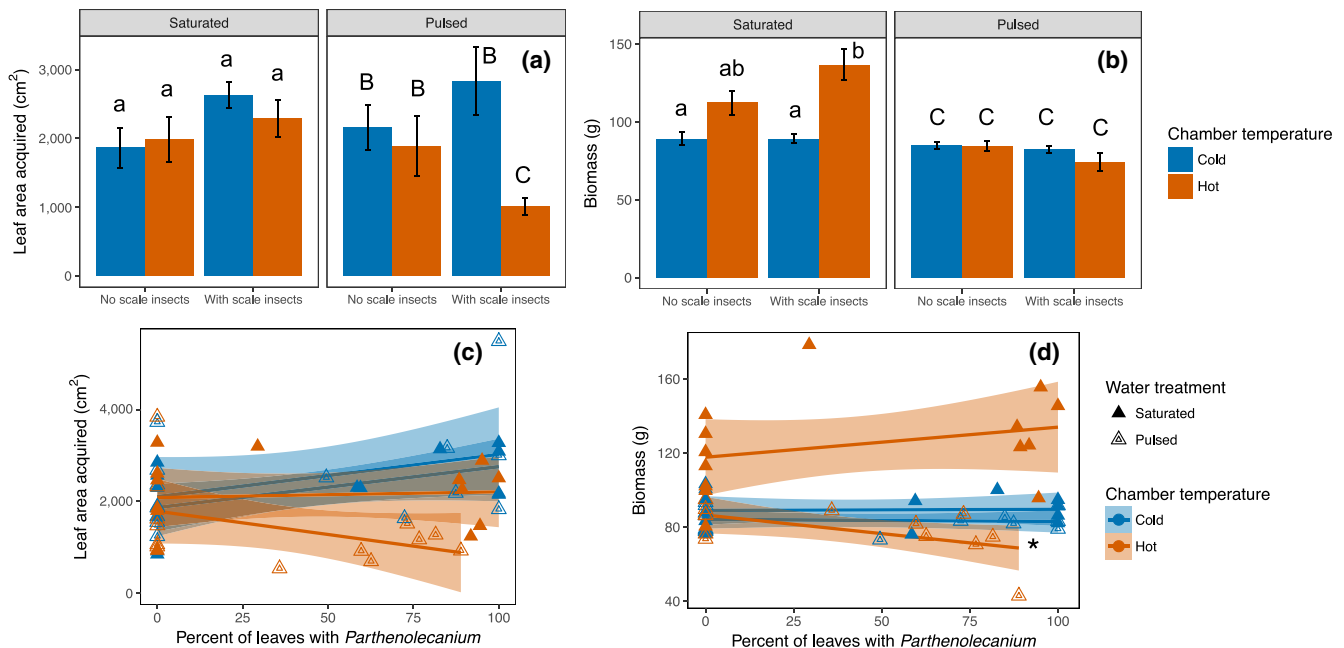 Saturated
Pulsed
(a)
Leaf area acquired (cm²)
3,000
2,000
1,000
0
a
a
a
a
B
B
B
C
No scale insects
With scale insects
No scale insects
With scale insects
Saturated
Pulsed
(b)
Biomass (g)
150
100
50
0
a
ab
a
b
C
C
C
C
No scale insects
With scale insects
No scale insects
With scale insects
Chamber temperature
Cold
Hot
(c)
Leaf area acquired (cm²)
4,000
2,000
0
0
25
50
75
100
Percent of leaves with Parthenolecanium
(d)
Biomass (g)
160
120
80
40
*
0
25
50
75
100
Percent of leaves with Parthenolecanium
Water treatment
Saturated
Pulsed
Chamber temperature
Cold
Hot